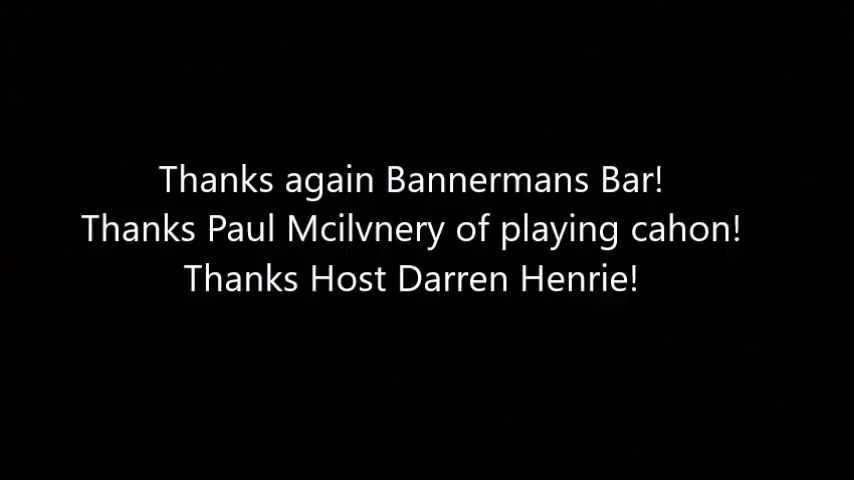 Thanks again Bannermans Bar!
Thanks Paul Mcilvnery of playing cahon!
Thanks Host Darren Henrie!